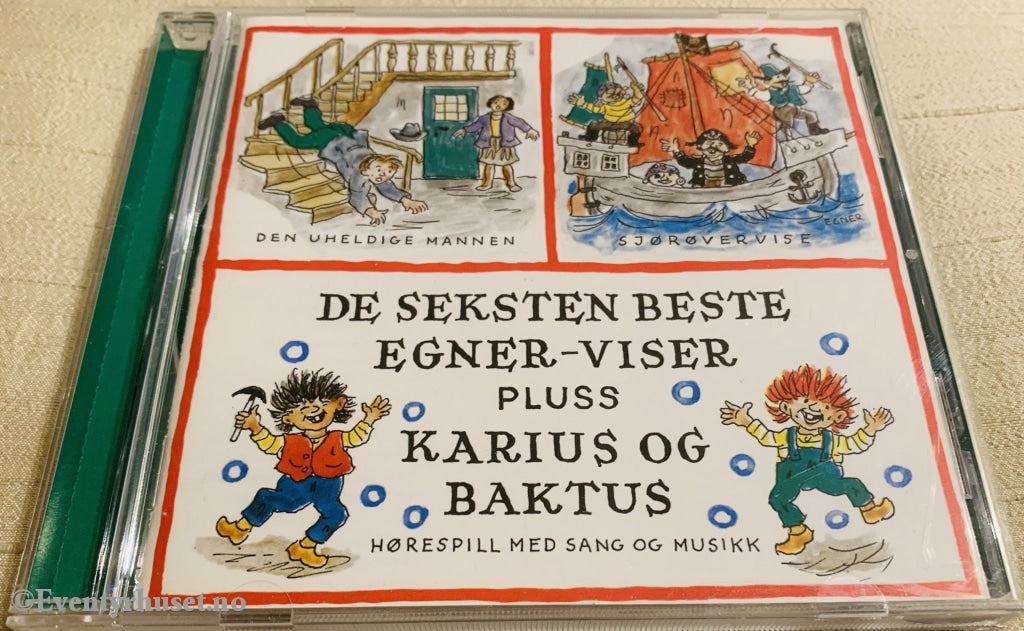 DEN UHELDIGE MANNEN
EGNER
SJØRØVERVISE
DE SEKSTEN BESTE
EGNER-VISER
PLUSS
KARIUS OG
BAKTUS
HØRESPILL MED SANG OG MUSIKK
©Eventyrhuset.no